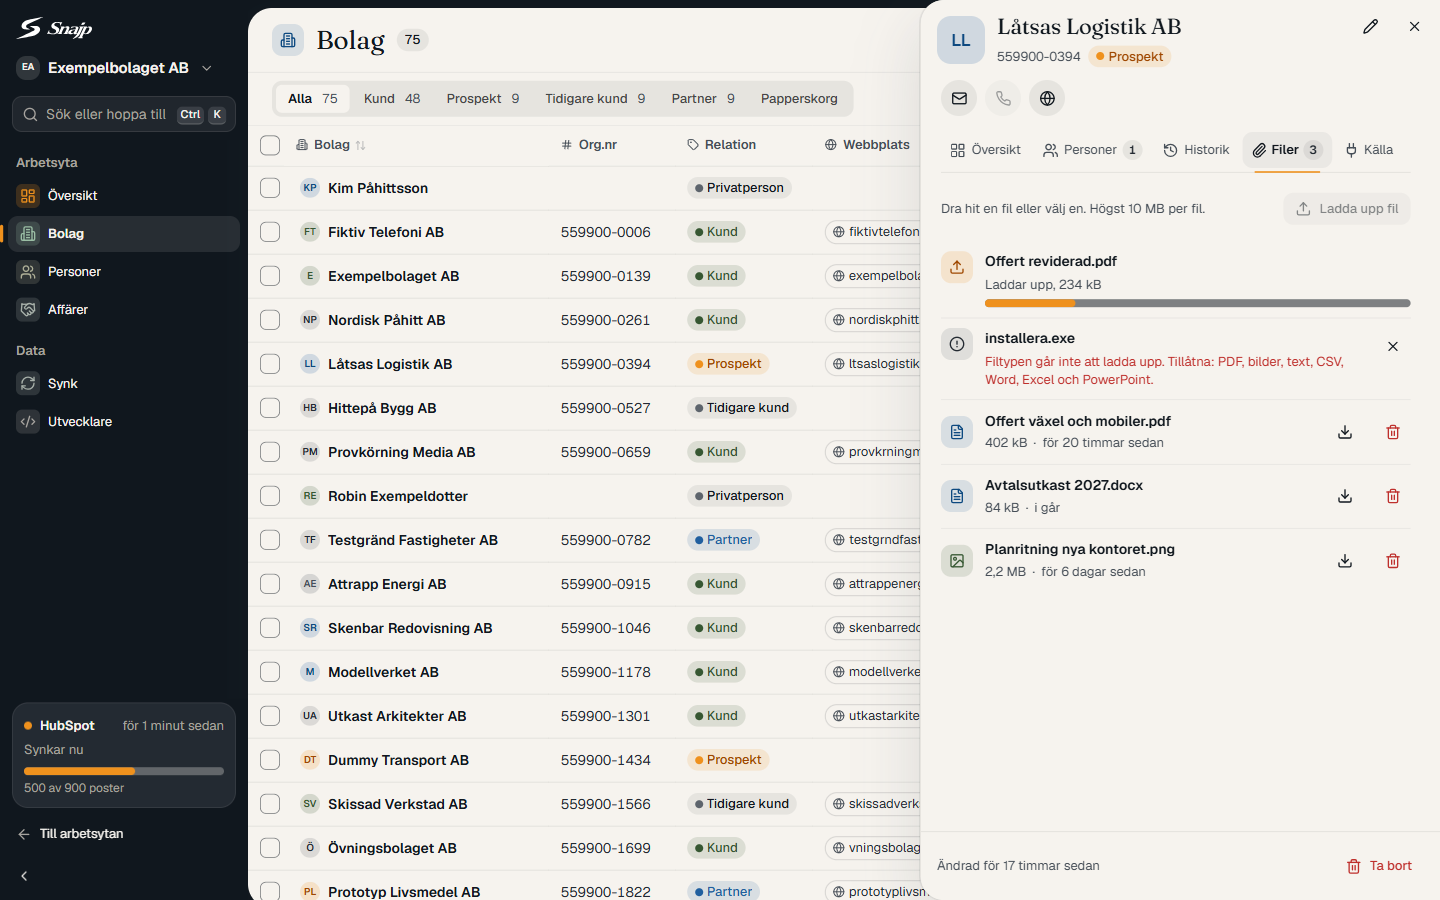 Snajp
EA Exempelbolaget AB
Sök eller hoppa till Ctrl K
Arbetsyta
Översikt
Bolag
Personer
Affärer
Data
Synk
Utvecklare
HubSpot för 1 minut sedan
Synkar nu
500 av 900 poster
Till arbetsytan
Bolag 75
Alla 75 Kund 48 Prospekt 9 Tidigare kund 9 Partner 9 Papperskorg
Bolag # Org.nr Relation Webbplats
KP Kim Påhittsson Privatperson
FT Fiktiv Telefoni AB 559900-0006 Kund fiktivtelefon
E Exempelbolaget AB 559900-0139 Kund exempelbola
NP Nordisk Påhitt AB 559900-0261 Kund nordiskphitt
LL Låtsas Logistik AB 559900-0394 Prospekt ltsaslogistik
HB Hittepå Bygg AB 559900-0527 Tidigare kund
PM Provkörning Media AB 559900-0659 Kund provkrningm
RE Robin Exempeldotter Privatperson
TF Testgränd Fastigheter AB 559900-0782 Partner testgrndfast
AE Attrapp Energi AB 559900-0915 Kund attrappenerg
SR Skenbar Redovisning AB 559900-1046 Kund skenbarredo
M Modellverket AB 559900-1178 Kund modellverke
UA Utkast Arkitekter AB 559900-1301 Kund utkastarkite
DT Dummy Transport AB 559900-1434 Prospekt
SV Skissad Verkstad AB 559900-1566 Tidigare kund skissadverk
Ö Övningsbolaget AB 559900-1699 Kund vningsbolag
PL Prototyp Livsmedel AB 559900-1822 Partner prototyplivsm
LL Låtsas Logistik AB
559900-0394 Prospekt
Översikt Personer 1 Historik Filer 3 Källa
Dra hit en fil eller välj en. Högst 10 MB per fil. Ladda upp fil
Offert reviderad.pdf
Laddar upp, 234 kB
installera.exe
Filtypen går inte att ladda upp. Tillåtna: PDF, bilder, text, CSV,
Word, Excel och PowerPoint.
Offert växel och mobiler.pdf
402 kB · för 20 timmar sedan
Avtalsutkast 2027.docx
84 kB · i går
Planritning nya kontoret.png
2,2 MB · för 6 dagar sedan
Ändrad för 17 timmar sedan Ta bort